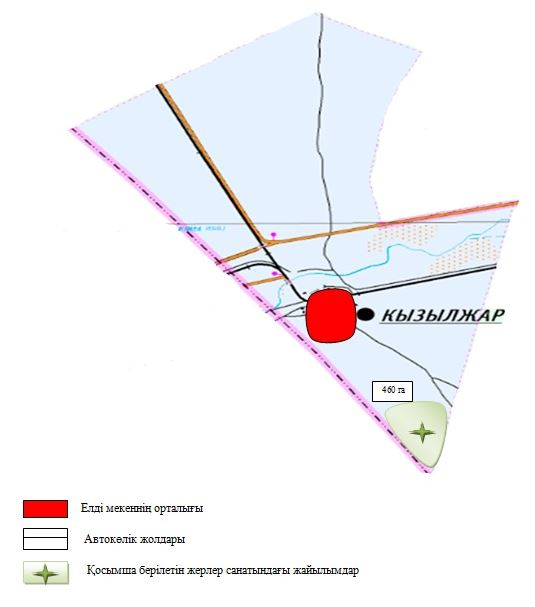 КЫЗЫЛЖАР
460 га
Елді мекеннің орталығы
Автокөлік жолдары
Қосымша берілетін жерлер санатындағы жайылымдар